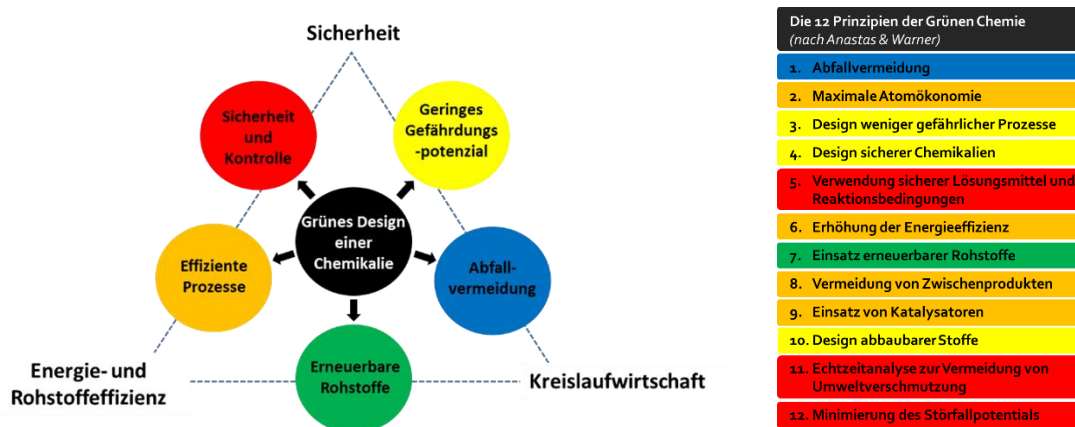 Sicherheit
Sicherheit
und
Kontrolle
Geringes
Gefährdungs
-potenzial
Grünes Design
einer
Chemikalie
Effiziente
Prozesse
Abfall-
vermeidung
Erneuerbare
Rohstoffe
Energie- und
Rohstoffeffizienz
Kreislaufwirtschaft
Die 12 Prinzipien der Grünen Chemie
(nach Anastas & Warner)
1. Abfallvermeidung
2. Maximale Atomökonomie
3. Design weniger gefährlicher Prozesse
4. Design sicherer Chemikalien
5. Verwendung sicherer Lösungsmittel und
Reaktionsbedingungen
6. Erhöhung der Energieeffizienz
7. Einsatz erneuerbarer Rohstoffe
8. Vermeidung von Zwischenprodukten
9. Einsatz von Katalysatoren
10. Design abbaubarer Stoffe
11. Echtzeitanalyse zur Vermeidung von
Umweltverschmutzung
12. Minimierung des Störfallpotentials